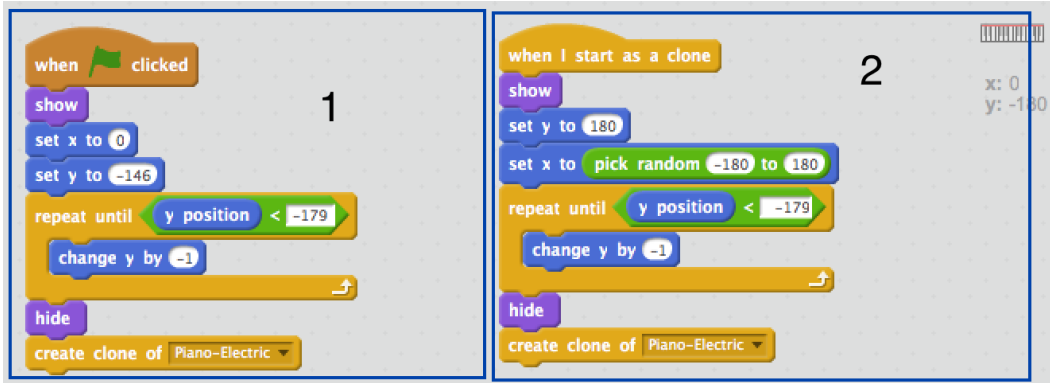 when clicked
1
show
set x to 0
set y to -146
repeat until y position < -179
change y by -1
hide
create clone of Piano-Electric
when I start as a clone
2
show
set y to 180
set x to pick random -180 to 180
repeat until y position < -179
change y by -1
hide
create clone of Piano-Electric
x: 0
y: -180